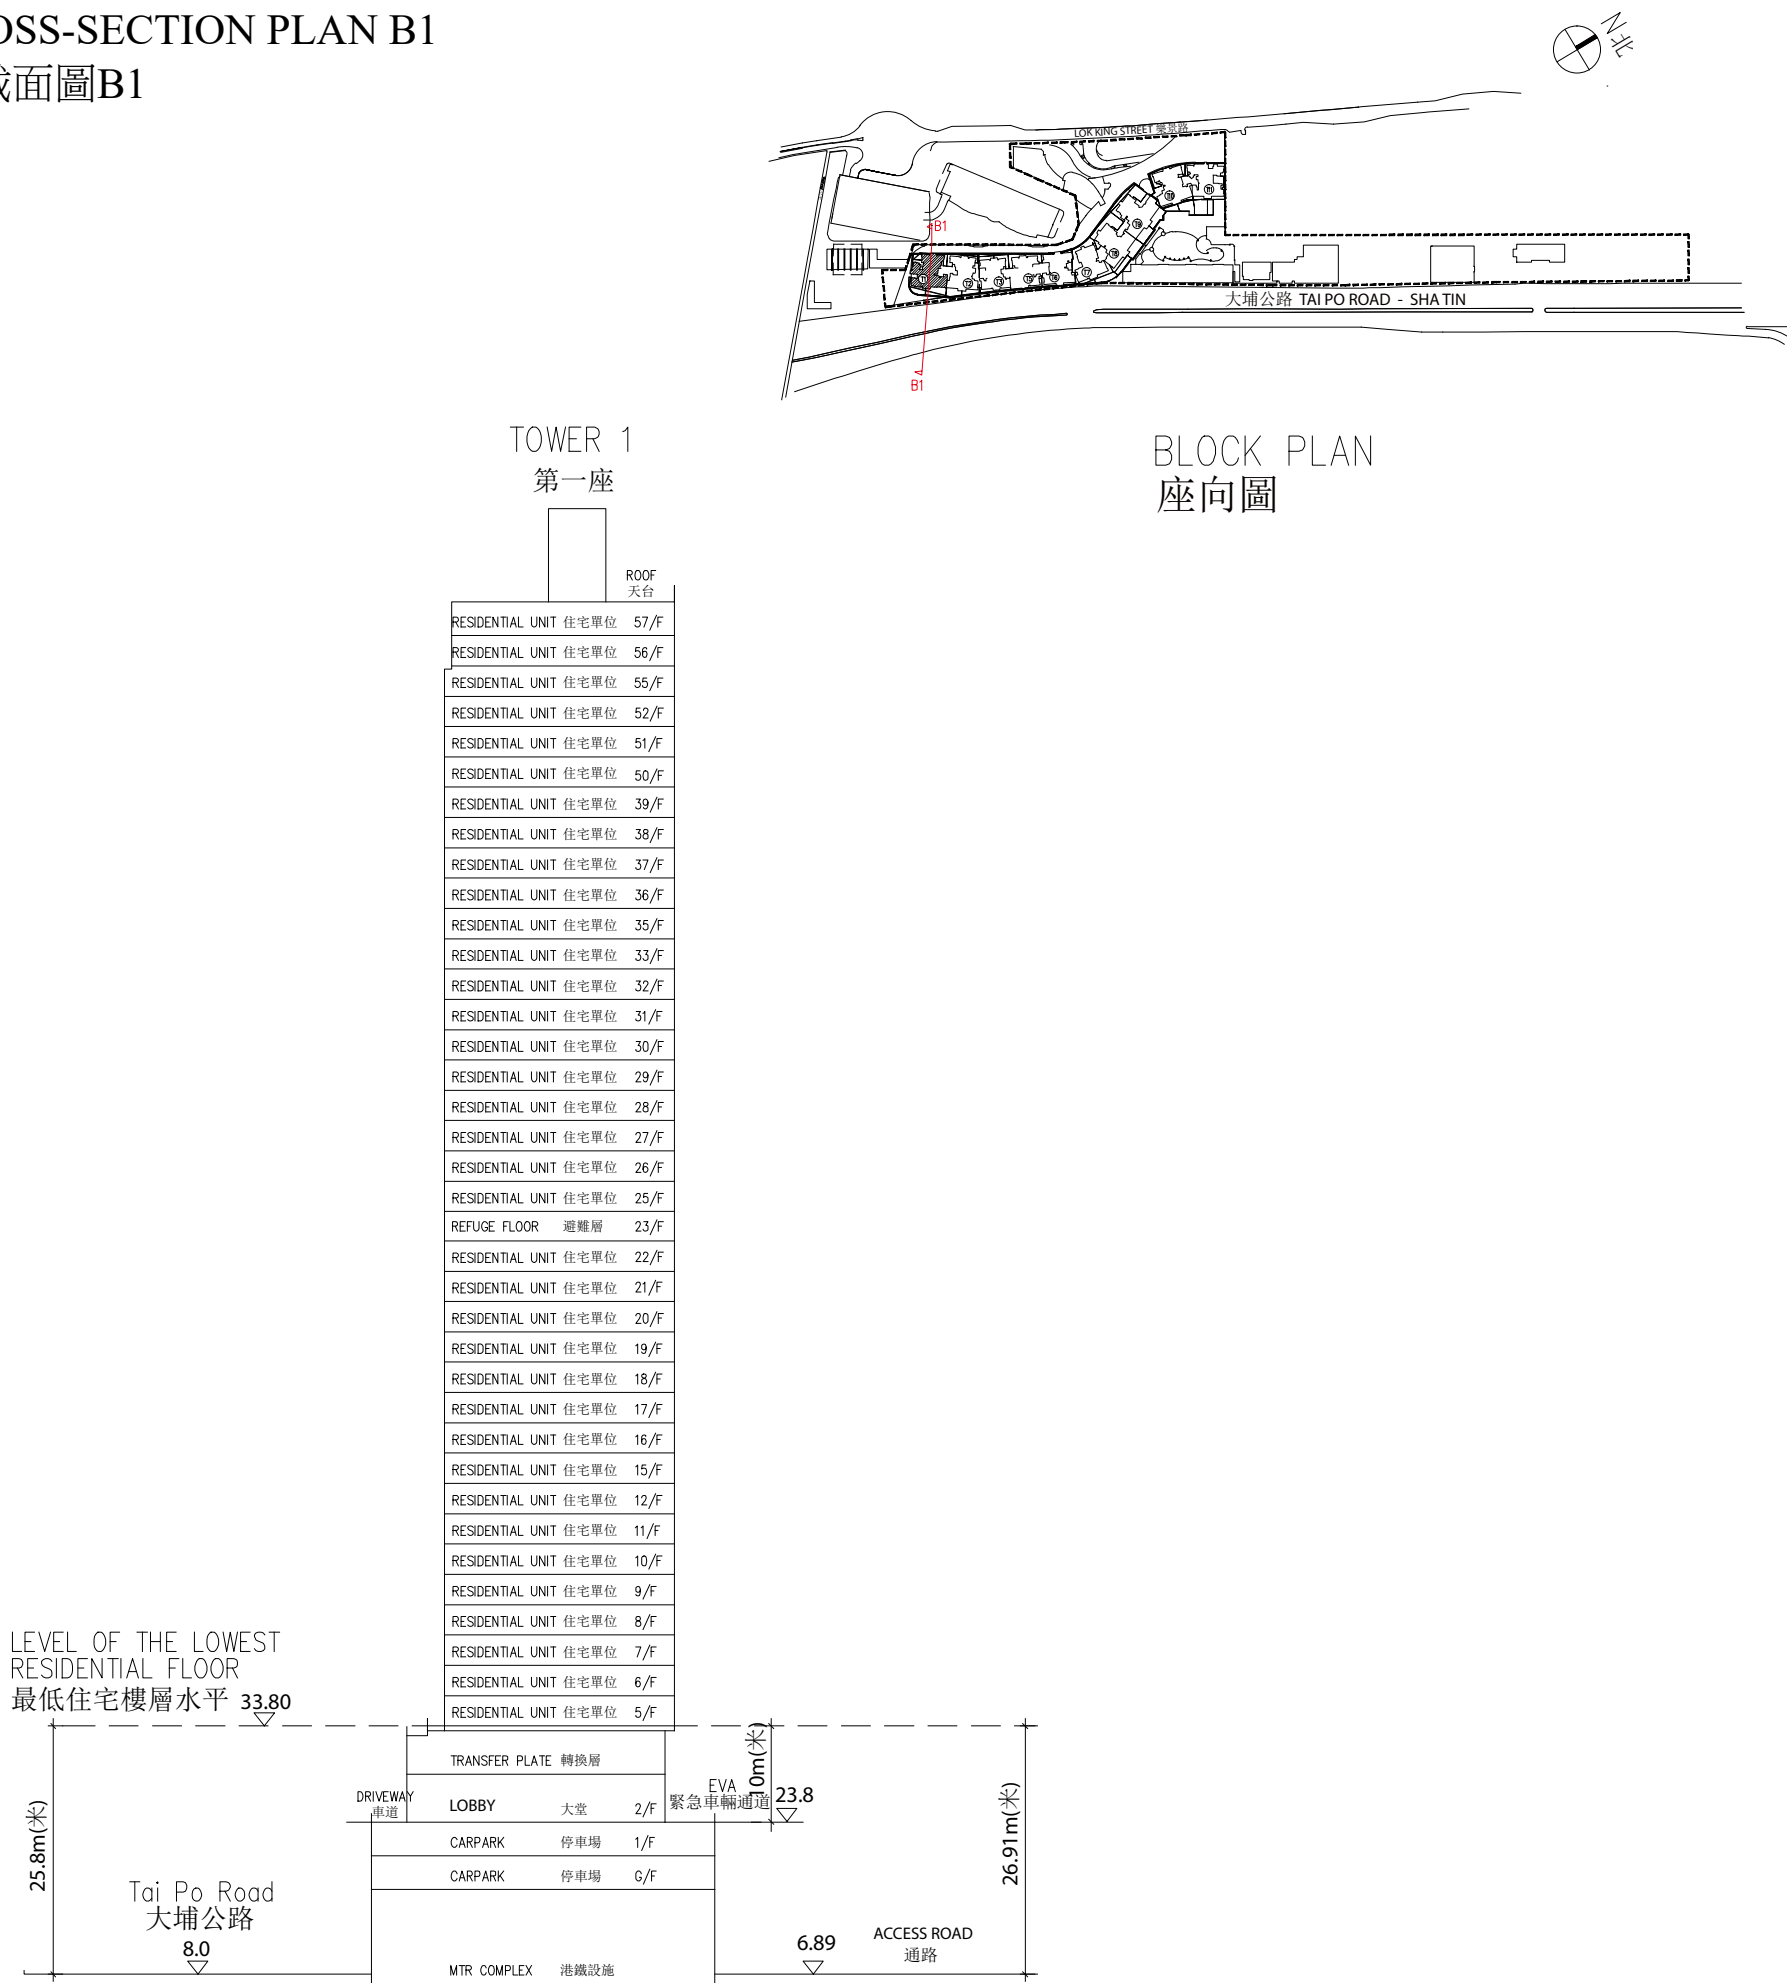 OSS-SECTION PLAN B1
面圖B1
N 北
LOK KING STREET 樂景路
B1
T1
T2
T3
T5
T6
T7
T8
T9
T10
T11
大埔公路 TAI PO ROAD - SHA TIN
B1
BLOCK PLAN
座向圖
TOWER 1
第一座
ROOF
天台
RESIDENTIAL UNIT 住宅單位 57/F
RESIDENTIAL UNIT 住宅單位 56/F
RESIDENTIAL UNIT 住宅單位 55/F
RESIDENTIAL UNIT 住宅單位 52/F
RESIDENTIAL UNIT 住宅單位 51/F
RESIDENTIAL UNIT 住宅單位 50/F
RESIDENTIAL UNIT 住宅單位 39/F
RESIDENTIAL UNIT 住宅單位 38/F
RESIDENTIAL UNIT 住宅單位 37/F
RESIDENTIAL UNIT 住宅單位 36/F
RESIDENTIAL UNIT 住宅單位 35/F
RESIDENTIAL UNIT 住宅單位 33/F
RESIDENTIAL UNIT 住宅單位 32/F
RESIDENTIAL UNIT 住宅單位 31/F
RESIDENTIAL UNIT 住宅單位 30/F
RESIDENTIAL UNIT 住宅單位 29/F
RESIDENTIAL UNIT 住宅單位 28/F
RESIDENTIAL UNIT 住宅單位 27/F
RESIDENTIAL UNIT 住宅單位 26/F
RESIDENTIAL UNIT 住宅單位 25/F
REFUGE FLOOR 避難層 23/F
RESIDENTIAL UNIT 住宅單位 22/F
RESIDENTIAL UNIT 住宅單位 21/F
RESIDENTIAL UNIT 住宅單位 20/F
RESIDENTIAL UNIT 住宅單位 19/F
RESIDENTIAL UNIT 住宅單位 18/F
RESIDENTIAL UNIT 住宅單位 17/F
RESIDENTIAL UNIT 住宅單位 16/F
RESIDENTIAL UNIT 住宅單位 15/F
RESIDENTIAL UNIT 住宅單位 12/F
RESIDENTIAL UNIT 住宅單位 11/F
RESIDENTIAL UNIT 住宅單位 10/F
RESIDENTIAL UNIT 住宅單位 9/F
RESIDENTIAL UNIT 住宅單位 8/F
RESIDENTIAL UNIT 住宅單位 7/F
RESIDENTIAL UNIT 住宅單位 6/F
RESIDENTIAL UNIT 住宅單位 5/F
LEVEL OF THE LOWEST
RESIDENTIAL FLOOR
最低住宅樓層水平 33.80
TRANSFER PLATE 轉換層
DRIVEWAY
車道
LOBBY 大堂 2/F
EVA
緊急車輛通道
10m(米)
23.8
CARPARK 停車場 1/F
CARPARK 停車場 G/F
25.8m(米)
26.91m(米)
Tai Po Road
大埔公路
8.0
MTR COMPLEX 港鐵設施
6.89
ACCESS ROAD
通路